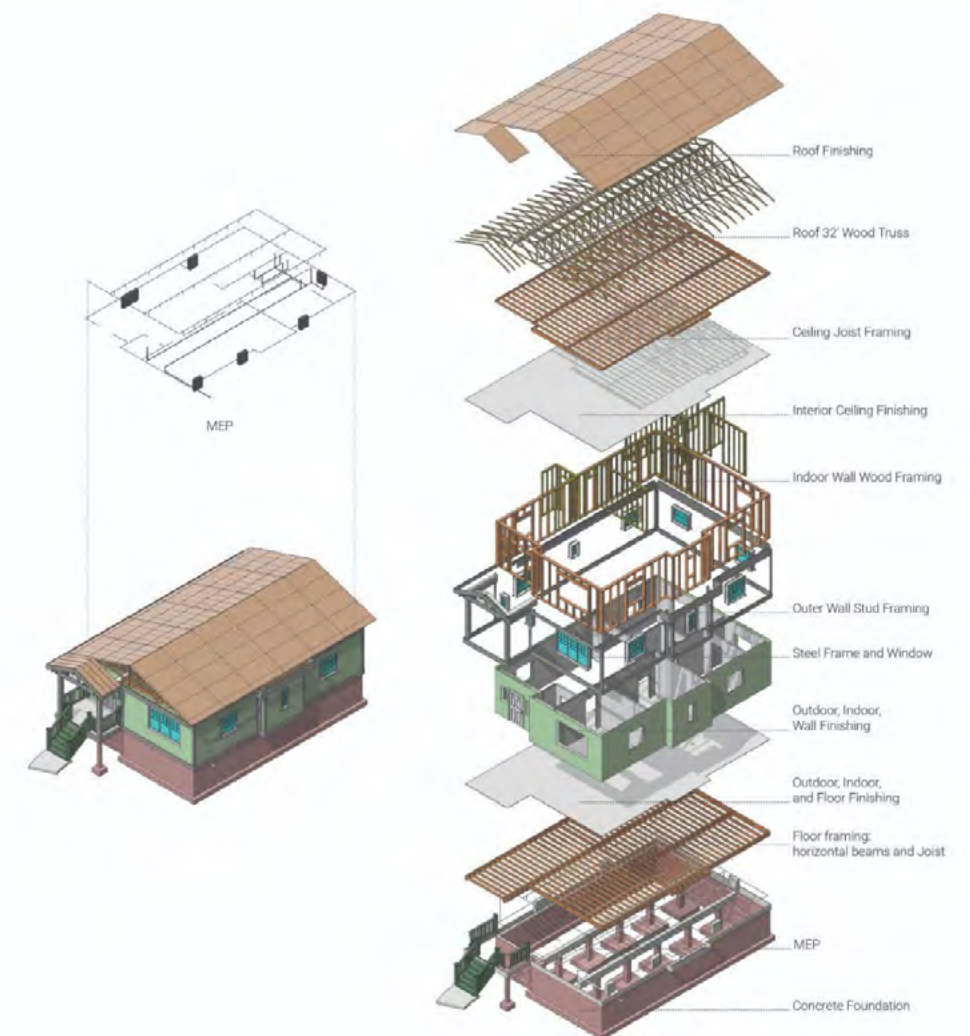 Roof Finishing
Roof 32' Wood Truss
Ceiling Joist Framing
Interior Ceiling Finishing
MEP
Indoor Wall Wood Framing
Outer Wall Stud Framing
Steel Frame and Window
Outdoor, Indoor,
Wall Finishing
Outdoor, Indoor,
and Floor Finishing
Floor framing:
horizontal beams and Joist
MEP
Concrete Foundation